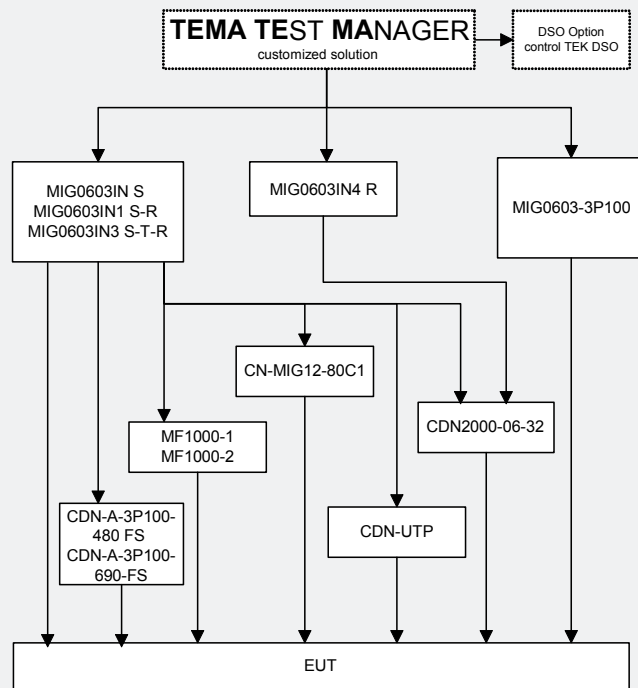 TEMA TEST MANAGER
customized solution
DSO Option
control TEK DSO
MIG0603IN S
MIG0603IN1 S-R
MIG0603IN3 S-T-R
MIG0603IN4 R
MIG0603-3P100
CN-MIG12-80C1
CDN2000-06-32
MF1000-1
MF1000-2
CDN-A-3P100-
480 FS
CDN-A-3P100-
690-FS
CDN-UTP
EUT